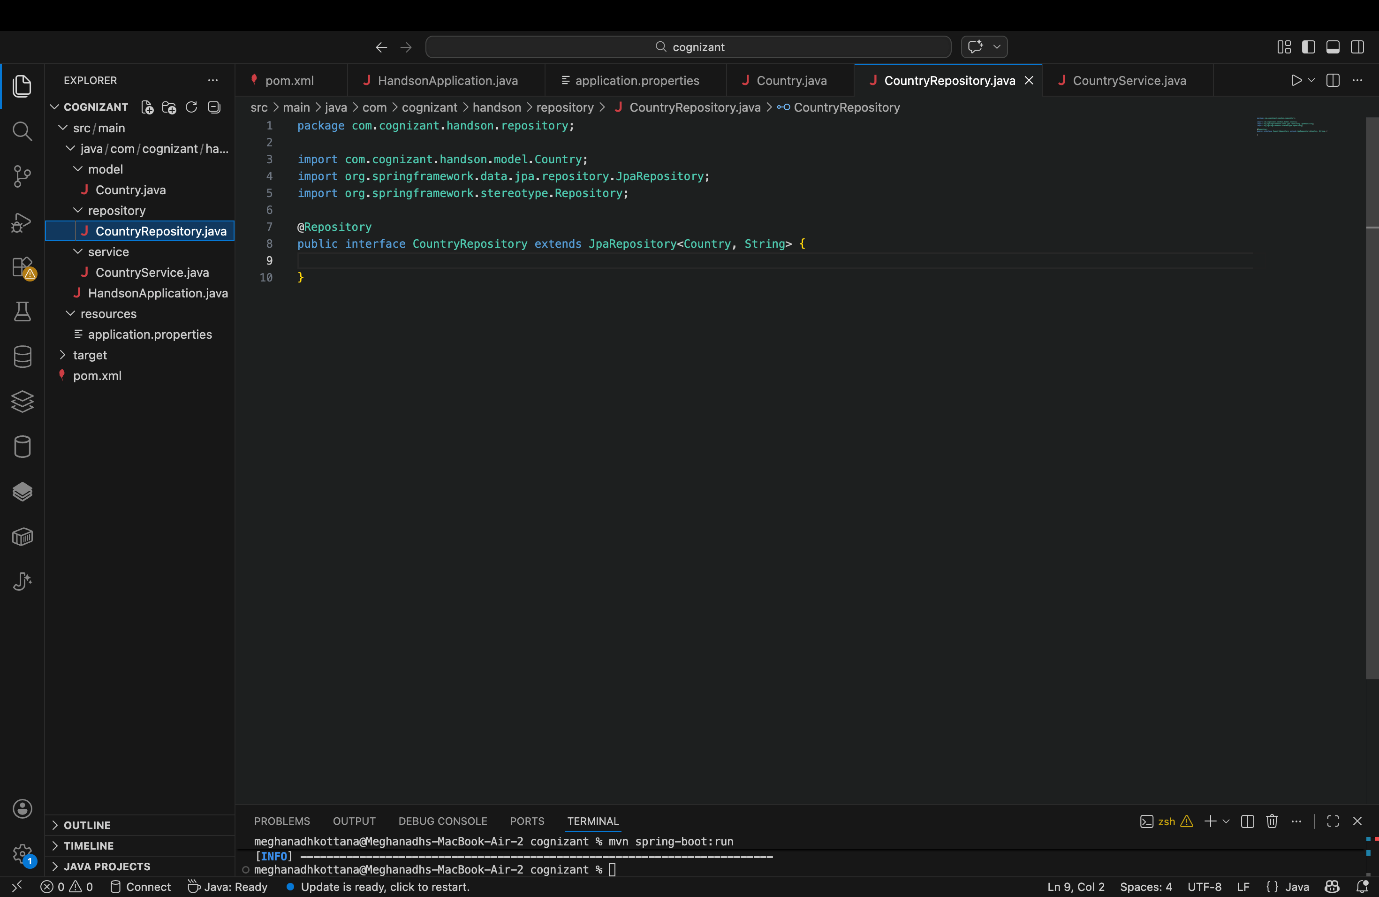 cognizant
EXPLORER
pom.xml
HandsonApplication.java
application.properties
Country.java
CountryRepository.java
CountryService.java
COGNIZANT
src/main
java/com/cognizant/ha...
model
Country.java
repository
CountryRepository.java
service
CountryService.java
HandsonApplication.java
resources
application.properties
target
pom.xml
src > main > java > com > cognizant > handson > repository > CountryRepository.java > CountryRepository
1 package com.cognizant.handson.repository;
2
3 import com.cognizant.handson.model.Country;
4 import org.springframework.data.jpa.repository.JpaRepository;
5 import org.springframework.stereotype.Repository;
6
7 @Repository
8 public interface CountryRepository extends JpaRepository<Country, String> {
9
10 }
OUTLINE
TIMELINE
JAVA PROJECTS
PROBLEMS OUTPUT DEBUG CONSOLE PORTS TERMINAL
zsh
meghanadhkottana@Meghanadhs-MacBook-Air-2 cognizant % mvn spring-boot:run
[INFO] ------------------------------------------------------------------------
meghanadhkottana@Meghanadhs-MacBook-Air-2 cognizant %
1
0 0 Connect Java: Ready Update is ready, click to restart. Ln 9, Col 2 Spaces: 4 UTF-8 LF { } Java